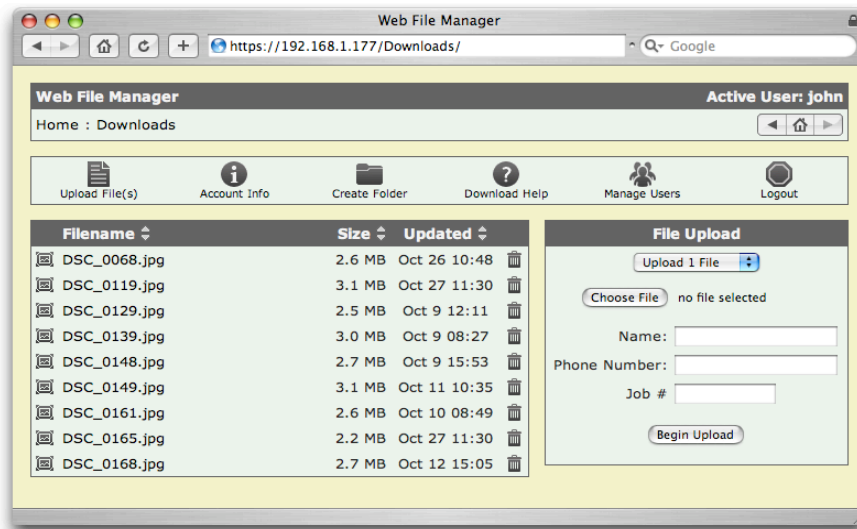 Web File Manager
https://192.168.1.177/Downloads/
Google
Web File Manager Active User: john
Home : Downloads
Upload File(s) Account Info Create Folder Download Help Manage Users Logout
Filename Size Updated
DSC_0068.jpg 2.6 MB Oct 26 10:48
DSC_0119.jpg 3.1 MB Oct 27 11:30
DSC_0129.jpg 2.5 MB Oct 9 12:11
DSC_0139.jpg 3.0 MB Oct 9 08:27
DSC_0148.jpg 2.7 MB Oct 9 15:53
DSC_0149.jpg 3.1 MB Oct 11 10:35
DSC_0161.jpg 2.6 MB Oct 10 08:49
DSC_0165.jpg 2.2 MB Oct 27 11:30
DSC_0168.jpg 2.7 MB Oct 12 15:05
File Upload
Upload 1 File
Choose File no file selected
Name:
Phone Number:
Job #
Begin Upload